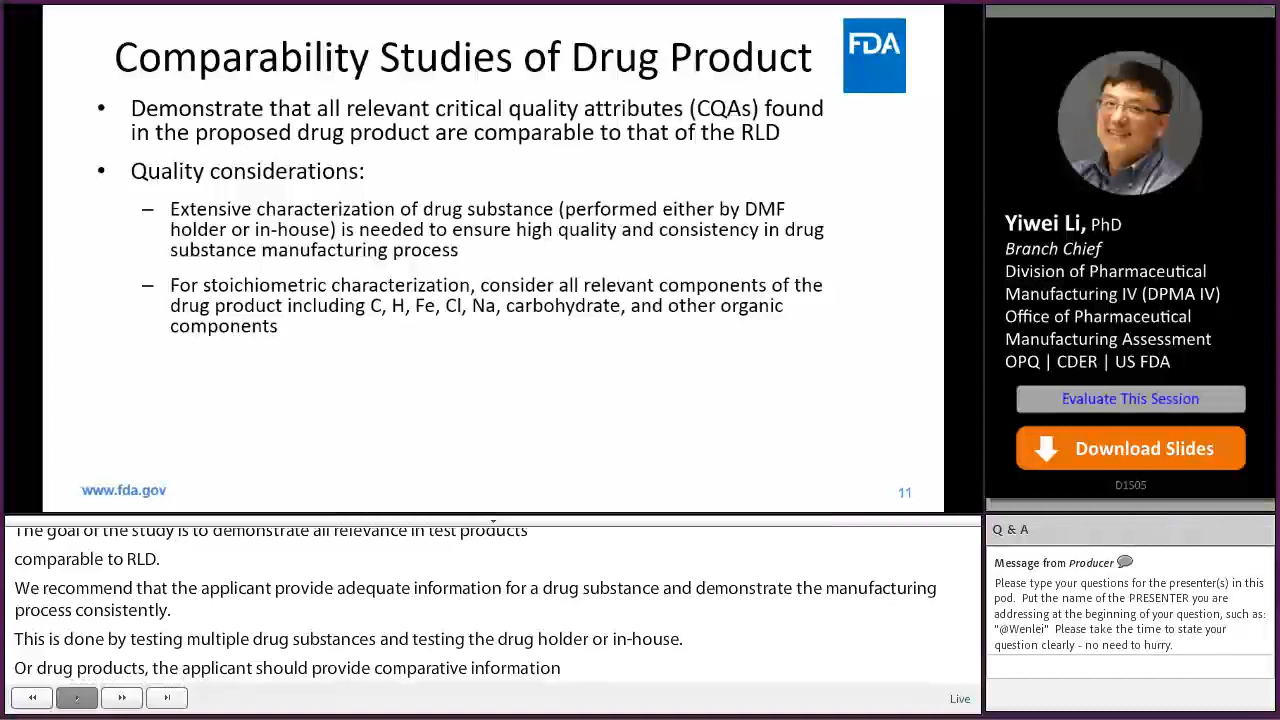 Comparability Studies of Drug Product
FDA
• Demonstrate that all relevant critical quality attributes (CQAs) found
in the proposed drug product are comparable to that of the RLD
• Quality considerations:
– Extensive characterization of drug substance (performed either by DMF
holder or in-house) is needed to ensure high quality and consistency in drug
substance manufacturing process
– For stoichiometric characterization, consider all relevant components of the
drug product including C, H, Fe, Cl, Na, carbohydrate, and other organic
components
www.fda.gov
11
Yiwei Li, PhD
Branch Chief
Division of Pharmaceutical
Manufacturing IV (DPMA IV)
Office of Pharmaceutical
Manufacturing Assessment
OPQ | CDER | US FDA
Evaluate This Session
Download Slides
D1S05
The goal of the study is to demonstrate all relevance in test products
comparable to RLD.
We recommend that the applicant provide adequate information for a drug substance and demonstrate the manufacturing
process consistently.
This is done by testing multiple drug substances and testing the drug holder or in-house.
Or drug products, the applicant should provide comparative information
Live
Q & A
Message from Producer
Please type your questions for the presenter(s) in this
pod. Put the name of the PRESENTER you are
addressing at the beginning of your question, such as:
"@Wenlei" Please take the time to state your
question clearly - no need to hurry.